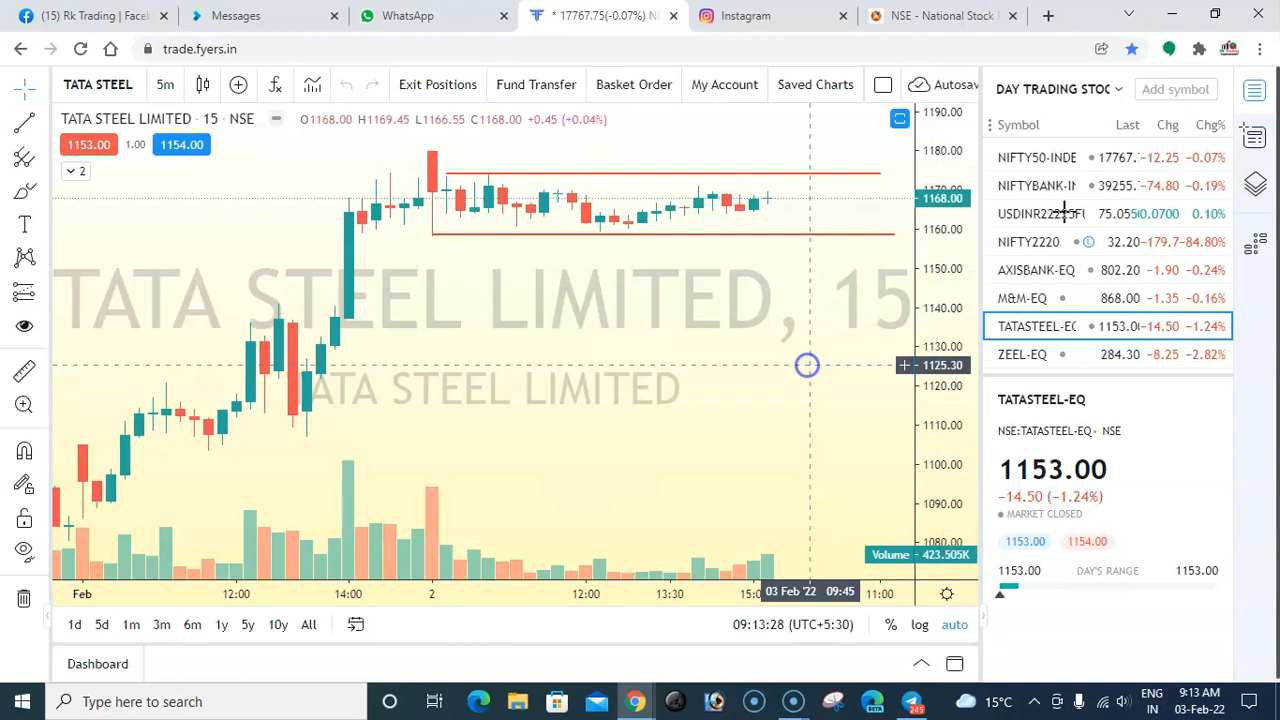 (15) Rk Trading | Facel
Messages
WhatsApp
* 17767.75(-0.07%) NI
Instagram
NSE - National Stock E
trade.fyers.in
TATA STEEL
5m
Exit Positions
Fund Transfer
Basket Order
My Account
Saved Charts
Autosav
TATA STEEL LIMITED · 15 · NSE
O1168.00 H1169.45 L1166.55 C1168.00 +0.45 (+0.04%)
1153.00 1.00 1154.00
2
TATA STEEL LIMITED, 15
TATA STEEL LIMITED
1190.00
1180.00
1170.00
1168.00
1160.00
1150.00
1140.00
1130.00
1125.30
1120.00
1110.00
1100.00
1090.00
1080.00
Volume 423.505K
Feb 12:00 14:00 2 12:00 13:30 15:0 03 Feb '22 09:45 11:00
1d 5d 1m 3m 6m 1y 5y 10y All
09:13:28 (UTC+5:30) % log auto
Dashboard
DAY TRADING STOC
Add symbol
Symbol Last Chg Chg%
NIFTY50-INDE 17767. -12.25 -0.07%
NIFTYBANK-IN 39255. -74.80 -0.19%
75.055 0.0700 0.10%
NIFTY2220 L 32.20 -179.7 -84.80%
AXISBANK-EQ 802.20 -1.90 -0.24%
M&M-EQ 868.00 -1.35 -0.16%
TATASTEEL-EQ 1153.0 -14.50 -1.24%
ZEEL-EQ 284.30 -8.25 -2.82%
TATASTEEL-EQ
NSE:TATASTEEL-EQ • NSE
1153.00
−14.50 (−1.24%)
MARKET CLOSED
1153.00 1154.00
1153.00 DAY'S RANGE 1153.00
Type here to search
BETA
245
15°C
ENG
IN
9:13 AM
03-Feb-22